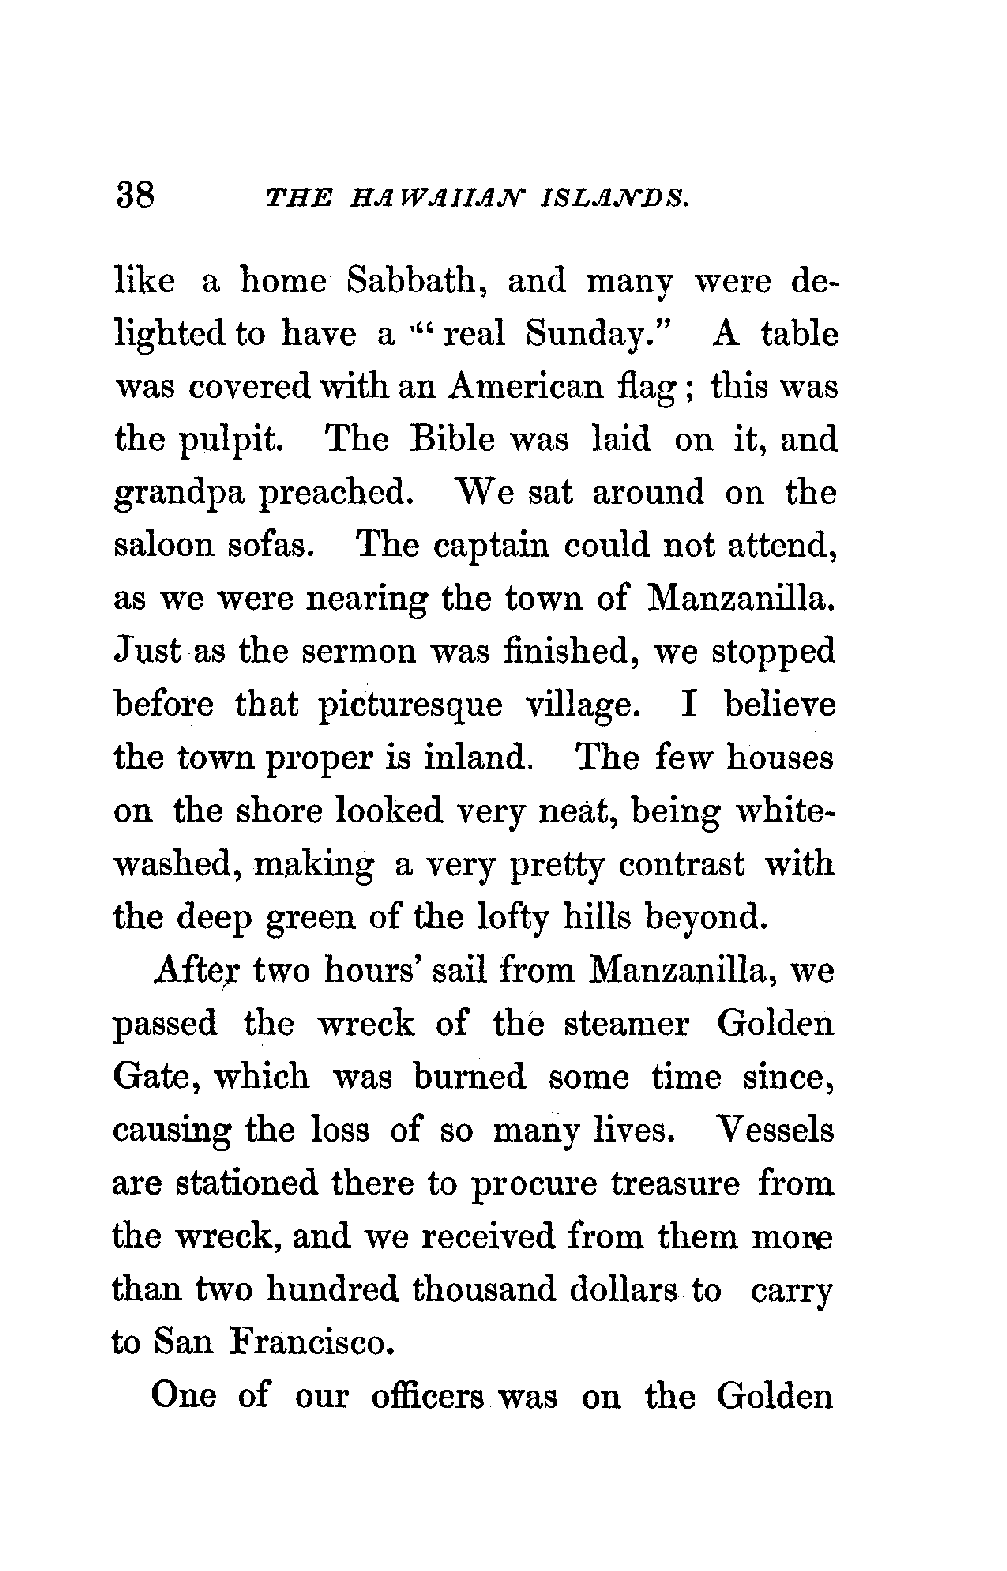 38 THE HAWAIIAN ISLANDS.
like a home Sabbath, and many were de-
lighted to have a “ real Sunday.” A table
was covered with an American flag ; this was
the pulpit. The Bible was laid on it, and
grandpa preached. We sat around on the
saloon sofas. The captain could not attend,
as we were nearing the town of Manzanilla.
Just as the sermon was finished, we stopped
before that picturesque village. I believe
the town proper is inland. The few houses
on the shore looked very neat, being white-
washed, making a very pretty contrast with
the deep green of the lofty hills beyond.
After two hours’ sail from Manzanilla, we
passed the wreck of the steamer Golden
Gate, which was burned some time since,
causing the loss of so many lives. Vessels
are stationed there to procure treasure from
the wreck, and we received from them more
than two hundred thousand dollars to carry
to San Francisco.
One of our officers was on the Golden